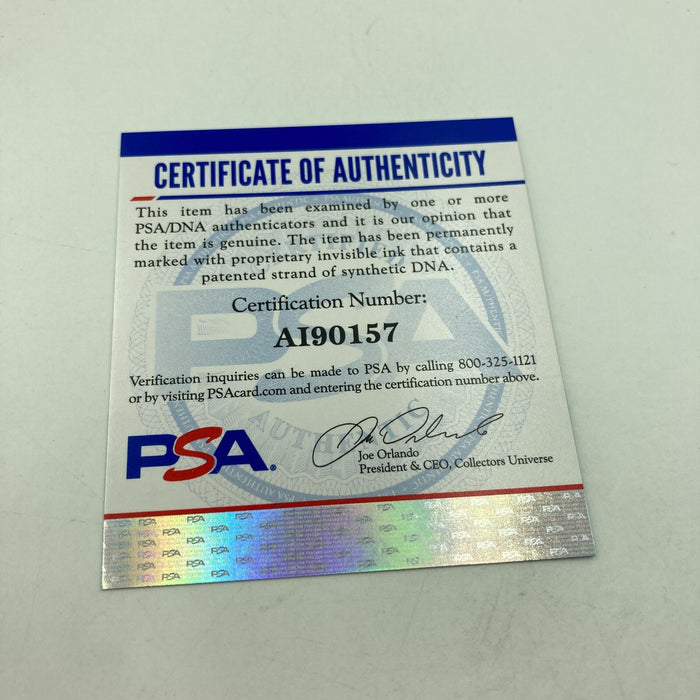 CERTIFICATE OF AUTHENTICITY
This item has been examined by one or more
PSA/DNA authenticators and it is our opinion that
the item is genuine. The item has been permanently
marked with proprietary invisible ink that contains a
patented strand of synthetic DNA.
Certification Number:
AI90157
Verification inquiries can be made to PSA by calling 800-325-1121
or by visiting PSAcard.com and entering the certification number above.
PSA®
Joe Orlando
President & CEO, Collectors Universe